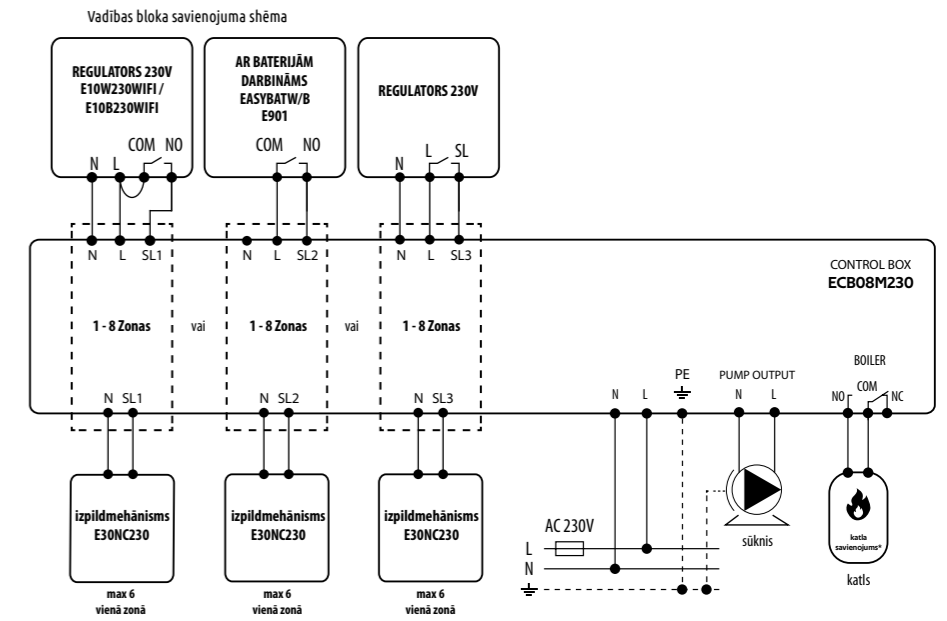 Vadības bloka savienojuma shēma
REGULATORS 230V
E10W230WIFI /
E10B230WIFI
COM NO
N L
AR BATERIJĀM
DARBINĀMS
EASYBATW/B
E901
COM NO
REGULATORS 230V
L SL
N
N L SL1
N L SL2
N L SL3
CONTROL BOX
ECB08M230
1 - 8 Zonas
vai
1 - 8 Zonas
vai
1 - 8 Zonas
N SL1
N SL2
N SL3
N L
PE
PUMP OUTPUT
N L
BOILER
COM
NO
NC
izpildmehānisms
E30NC230
izpildmehānisms
E30NC230
izpildmehānisms
E30NC230
max 6
vienā zonā
max 6
vienā zonā
max 6
vienā zonā
AC 230V
L
N
sūknis
katla
savienojums*
katls